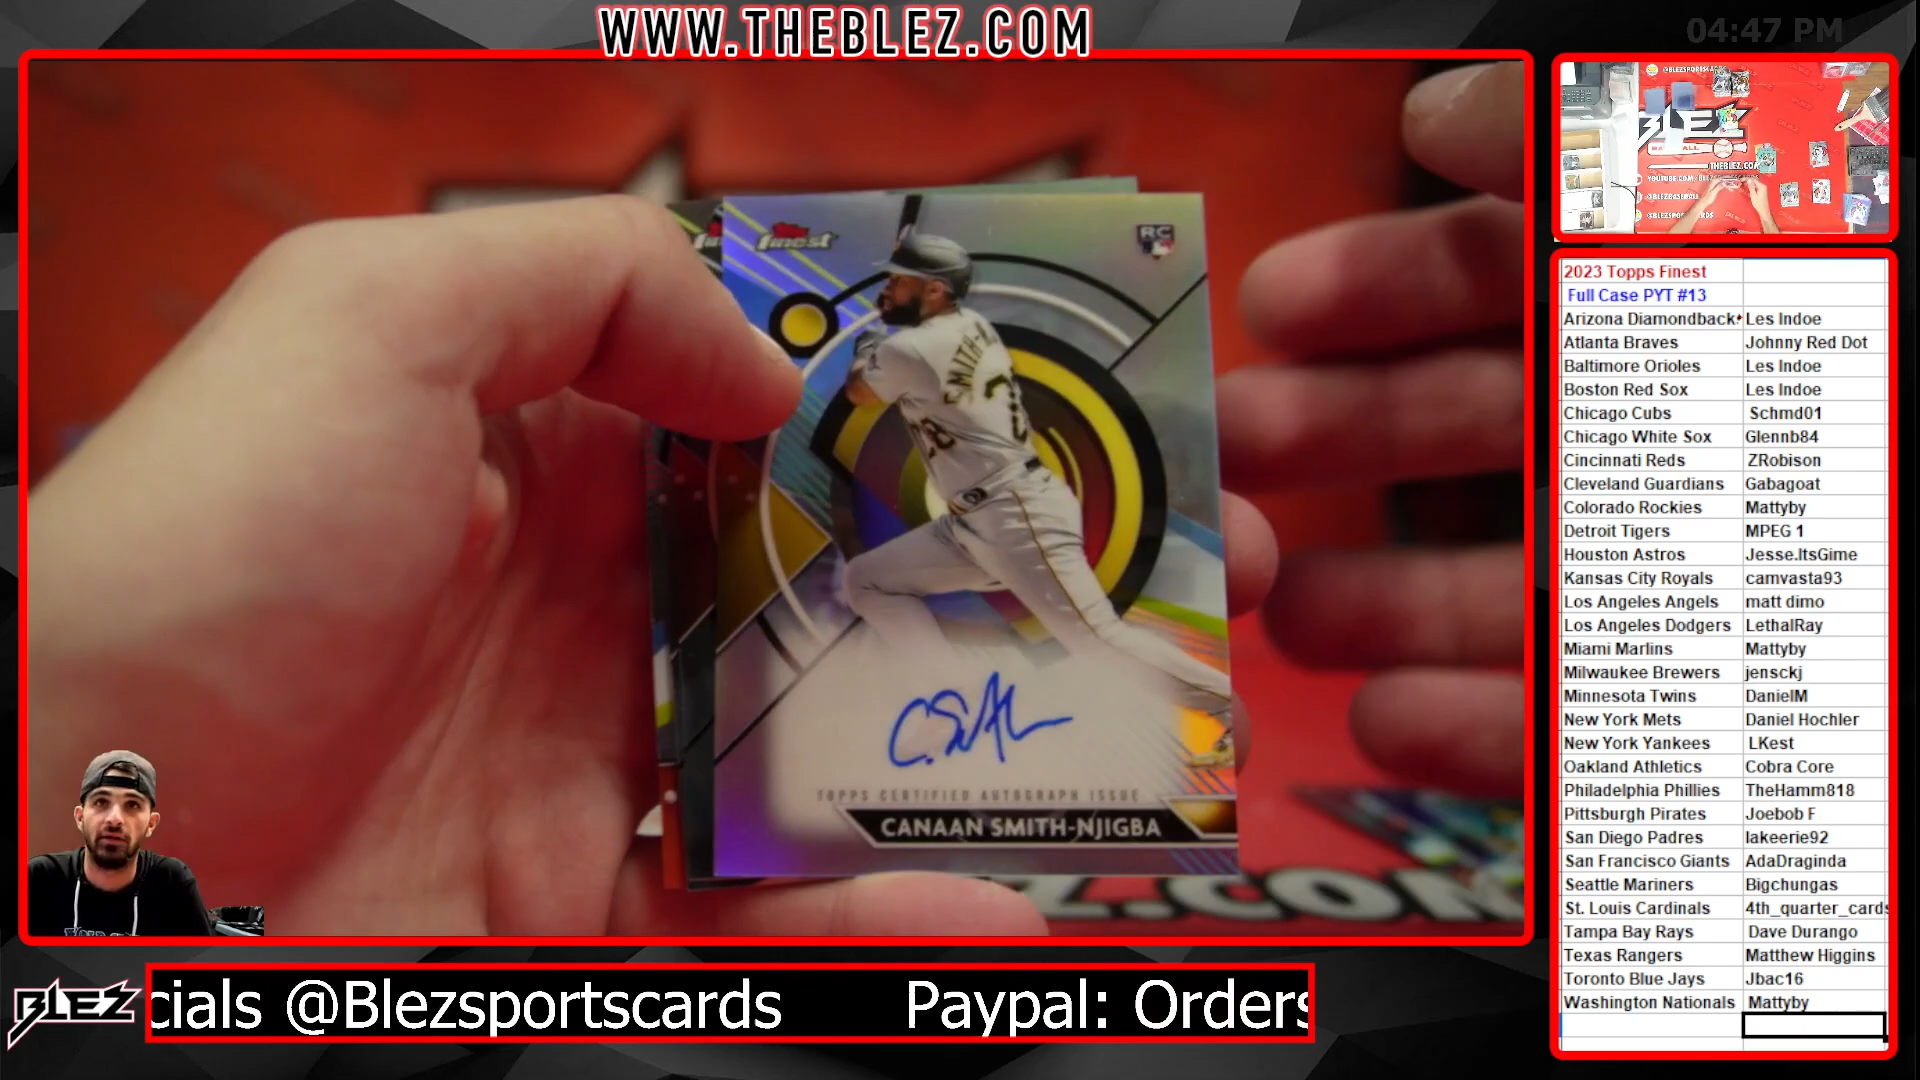 WWW.THEBLEZ.COM
04:47 PM
Finest
RC
SMITH-
28
TOPPS CERTIFIED AUTOGRAPH ISSUE
CANAAN SMITH-NJIGBA
@BLEZSPORTSCARDS
BLEZ
THEBLEZ.COM
2023 Topps Finest
Full Case PYT #13
Arizona Diamondback Les Indoe
Atlanta Braves Johnny Red Dot
Baltimore Orioles Les Indoe
Boston Red Sox Les Indoe
Chicago Cubs Schmd01
Chicago White Sox Glennb84
Cincinnati Reds ZRobison
Cleveland Guardians Gabagoat
Colorado Rockies Mattyby
Detroit Tigers MPEG 1
Houston Astros Jesse.ItsGime
Kansas City Royals camvasta93
Los Angeles Angels matt dimo
Los Angeles Dodgers LethalRay
Miami Marlins Mattyby
Milwaukee Brewers jensckj
Minnesota Twins DanielM
New York Mets Daniel Hochler
New York Yankees LKest
Oakland Athletics Cobra Core
Philadelphia Phillies TheHamm818
Pittsburgh Pirates Joebob F
San Diego Padres lakeerie92
San Francisco Giants AdaDraginda
Seattle Mariners Bigchungas
St. Louis Cardinals 4th_quarter_cards
Tampa Bay Rays Dave Durango
Texas Rangers Matthew Higgins
Toronto Blue Jays Jbac16
Washington Nationals Mattyby
BLEZ
cials @Blezsportscards Paypal: Orders